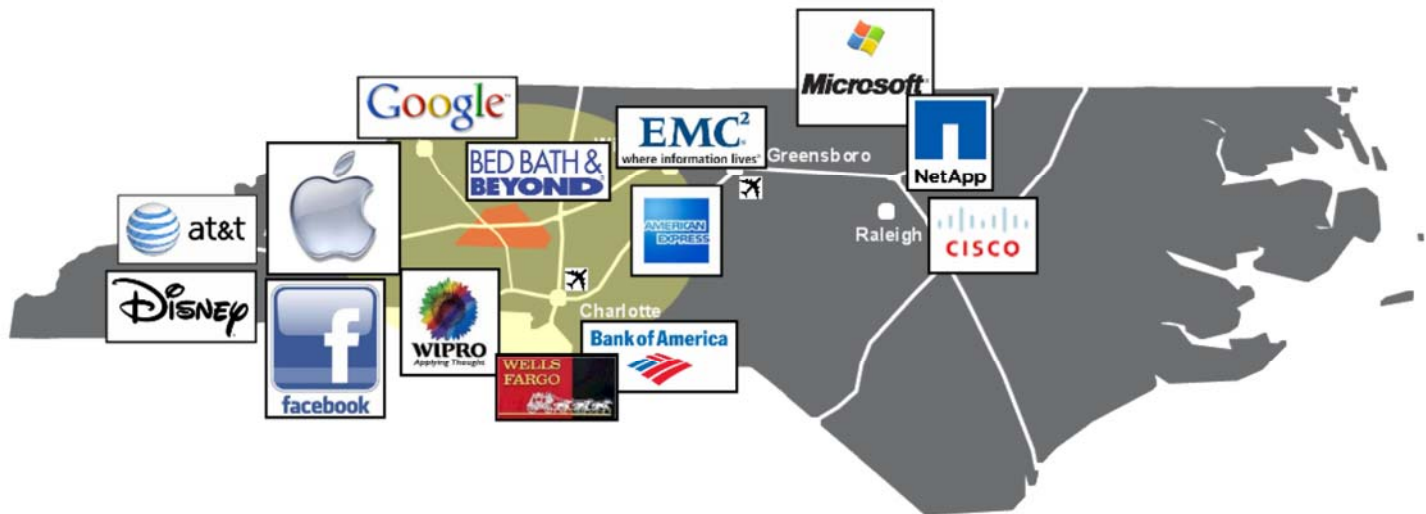 Microsoft
Google
EMC²
where information lives
Greensboro
W
BED BATH &
BEYOND
NetApp
at&t
AMERICAN
EXPRESS
Raleigh
CISCO
DISNEY
Charlotte
facebook
WIPRO
Applying Thought
WELLS
FARGO
Bank of America